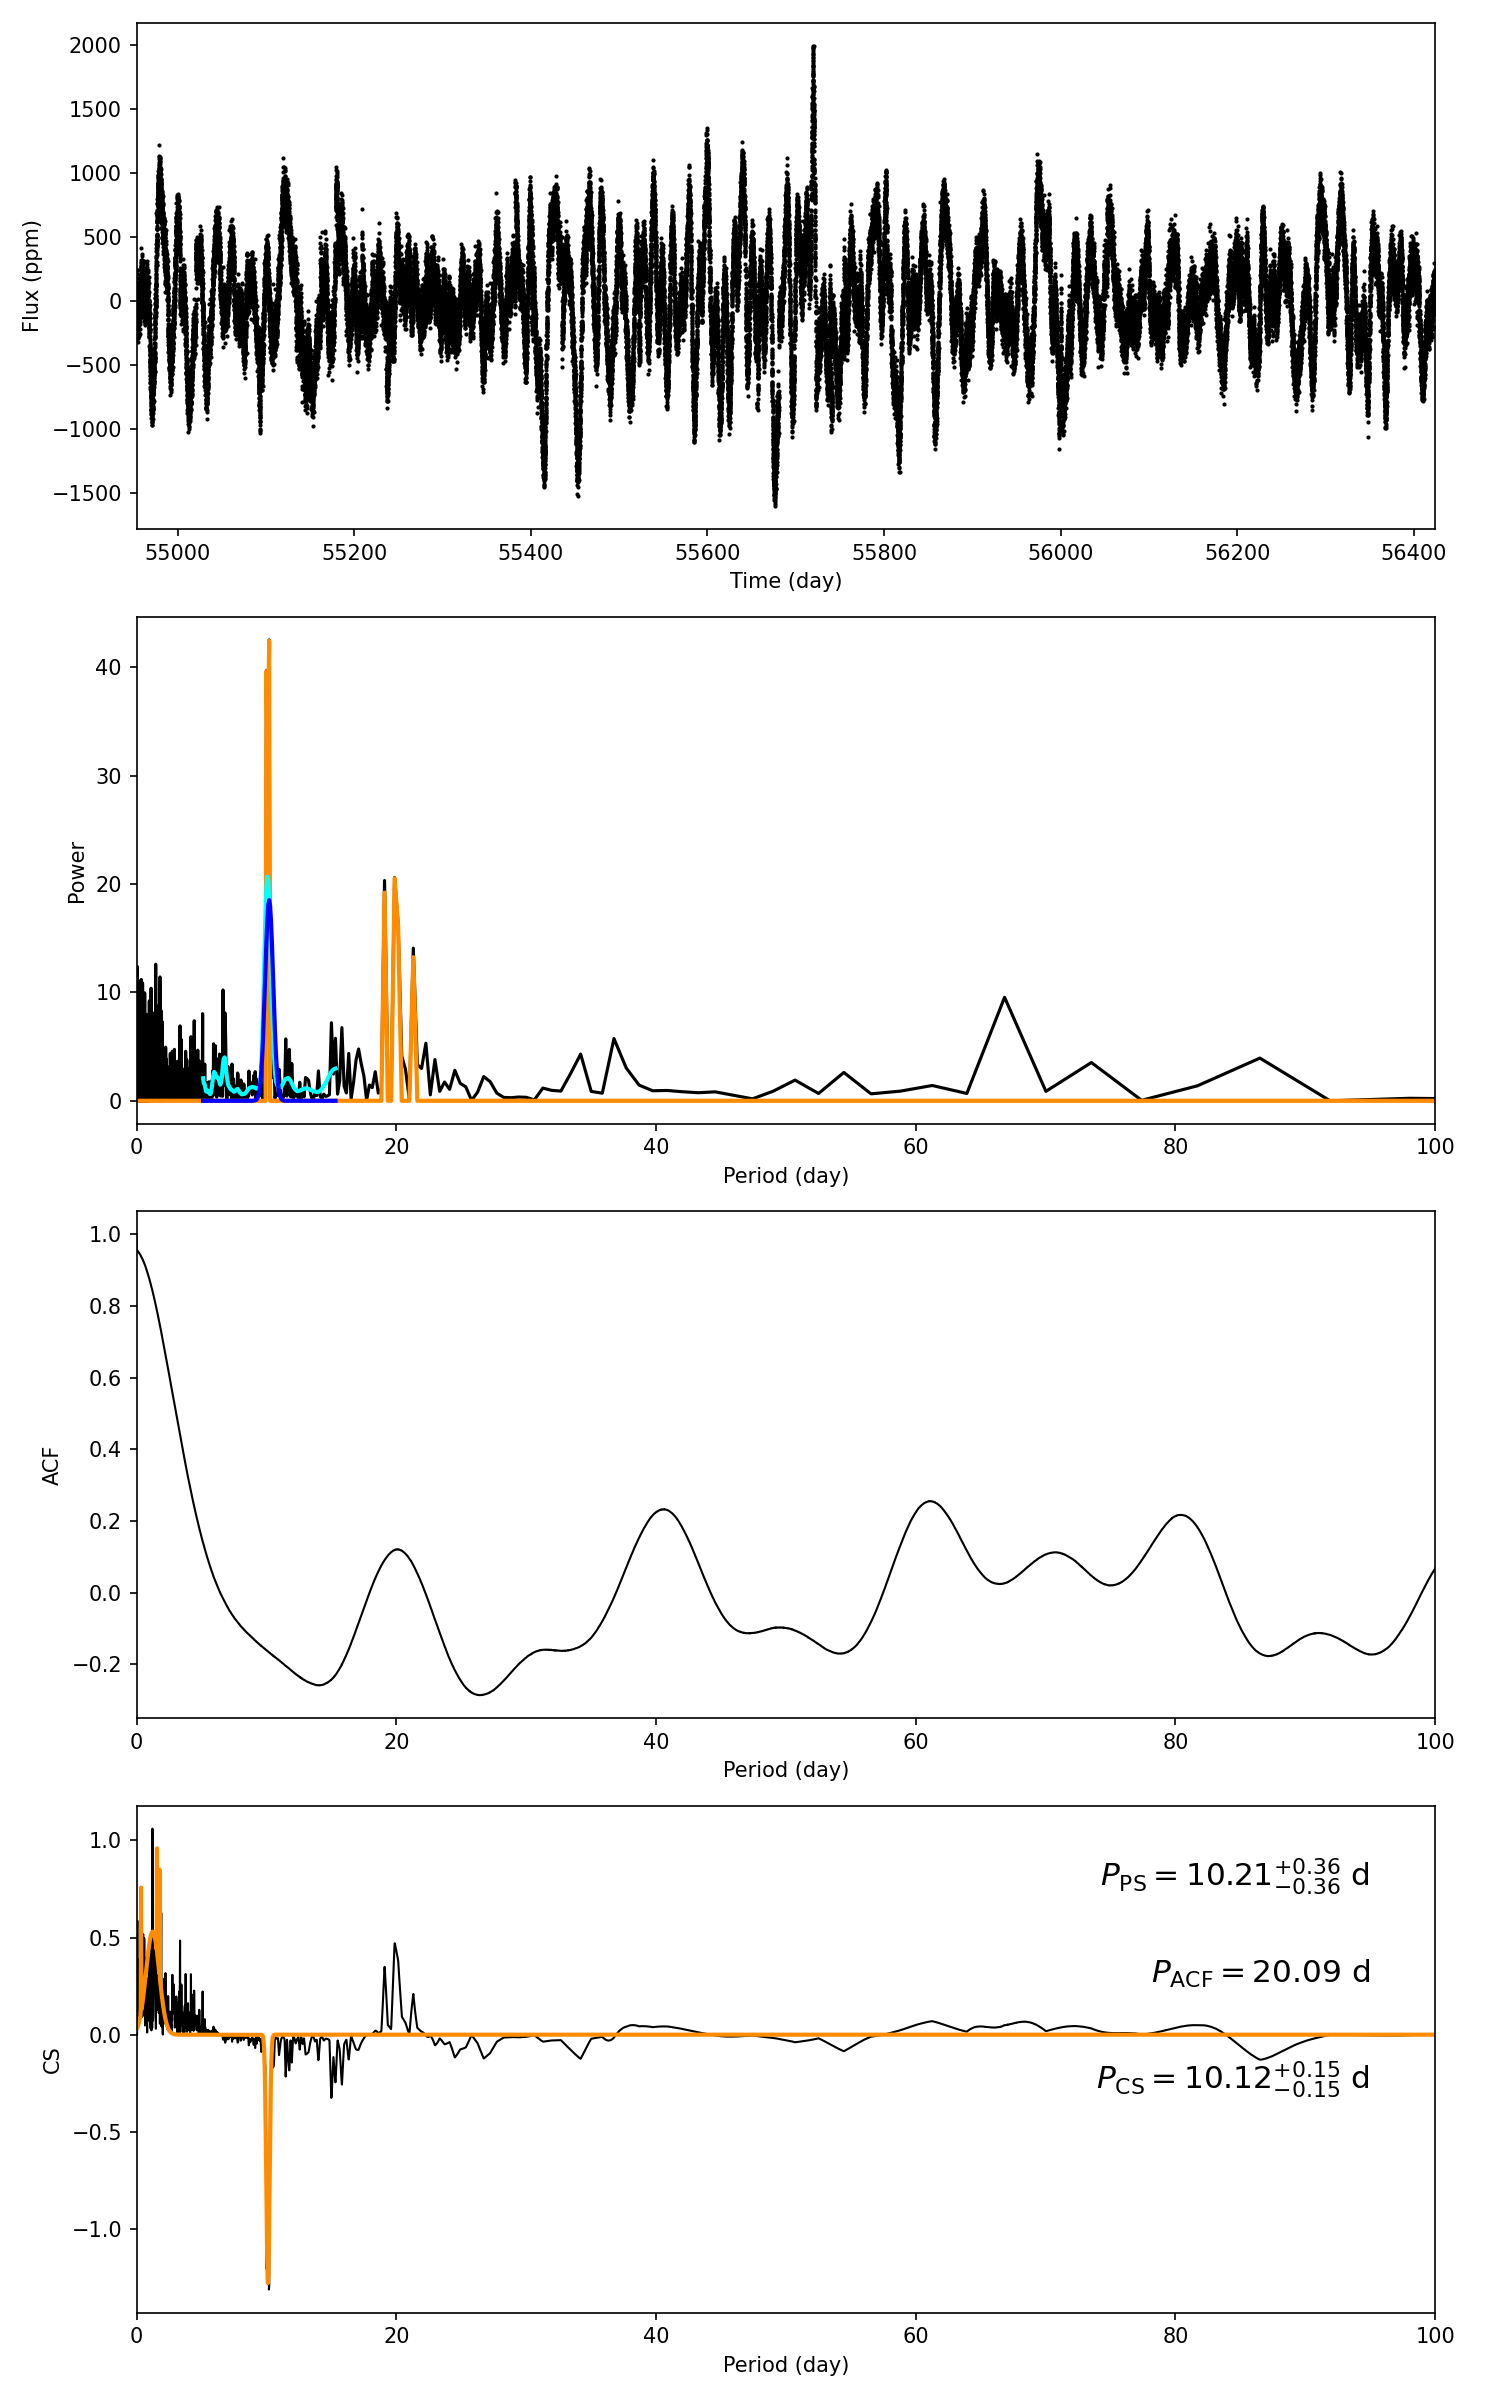 2000
1500
1000
500
0
−500
−1000
−1500
Flux (ppm)
55000 55200 55400 55600 55800 56000 56200 56400
Time (day)
40
30
20
10
0
Power
0 20 40 60 80 100
Period (day)
1.0
0.8
0.6
0.4
0.2
0.0
−0.2
ACF
0 20 40 60 80 100
Period (day)
1.0
0.5
0.0
−0.5
−1.0
CS
P_PS = 10.21 +0.36 −0.36 d
P_ACF = 20.09 d
P_CS = 10.12 +0.15 −0.15 d
0 20 40 60 80 100
Period (day)